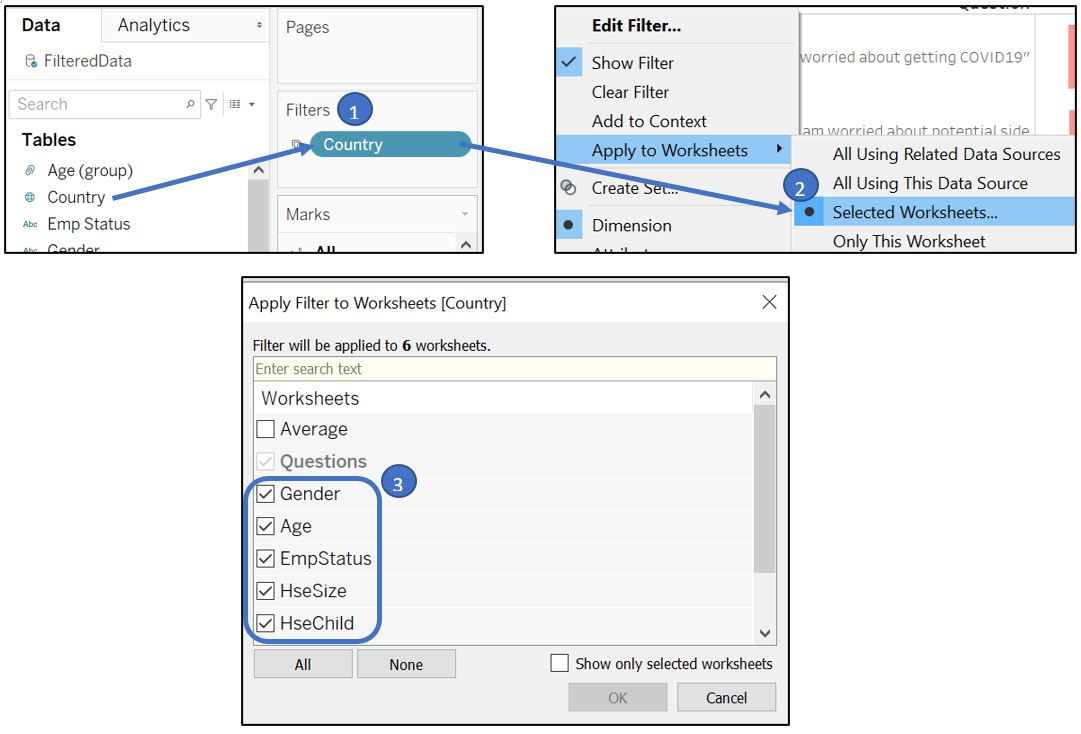 Data
Analytics
FilteredData
Search
Tables
Age (group)
Country
Abc Emp Status
Abc Gender
Pages
Filters 1
Country
Marks
All
Edit Filter...
Show Filter
Clear Filter
Add to Context
Apply to Worksheets
Create Set...
Dimension
Attribut
Question
worried about getting COVID19"
am worried about potential side
All Using Related Data Sources
All Using This Data Source
2 Selected Worksheets...
Only This Worksheet
Apply Filter to Worksheets [Country]
Filter will be applied to 6 worksheets.
Enter search text
Worksheets
Average
Questions
3
Gender
Age
EmpStatus
HseSize
HseChild
All
None
Show only selected worksheets
OK
Cancel